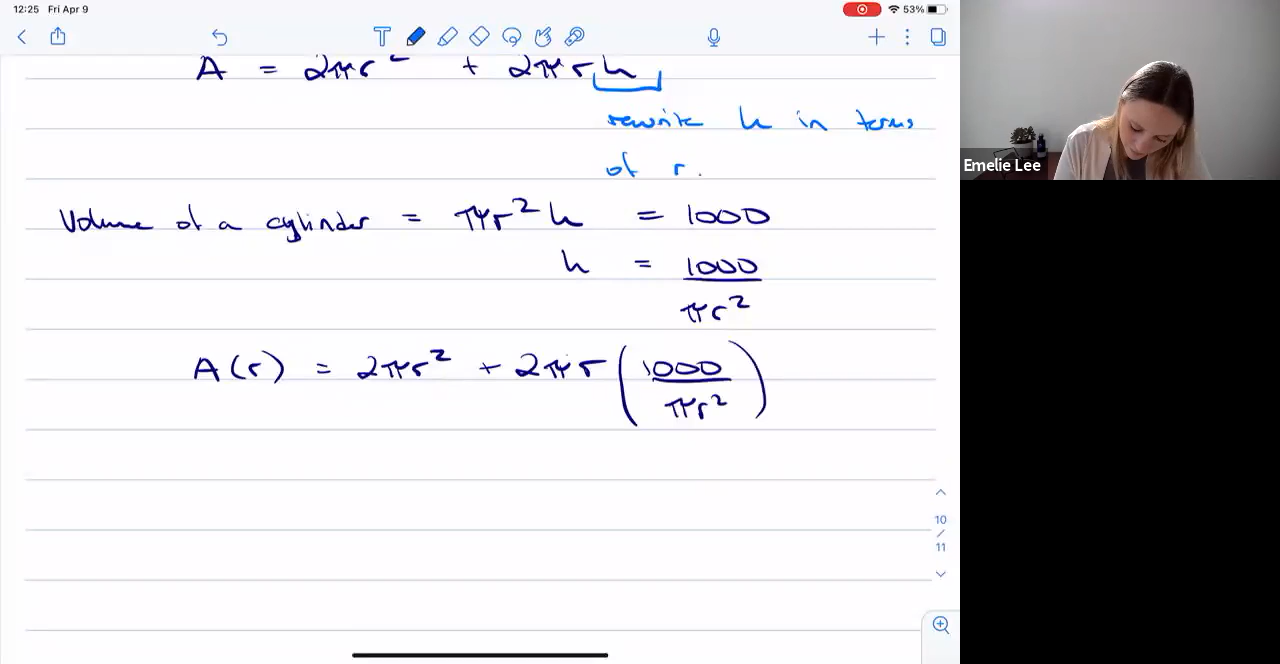 12:25 Fri Apr 9
53%
A = 2πr² + 2πrh
rewrite h in terms
of r.
Volume of a cylinder = πr²h = 1000
h = 1000/πr²
A(r) = 2πr² + 2πr (1000/πr²)
10
/
11
Emelie Lee